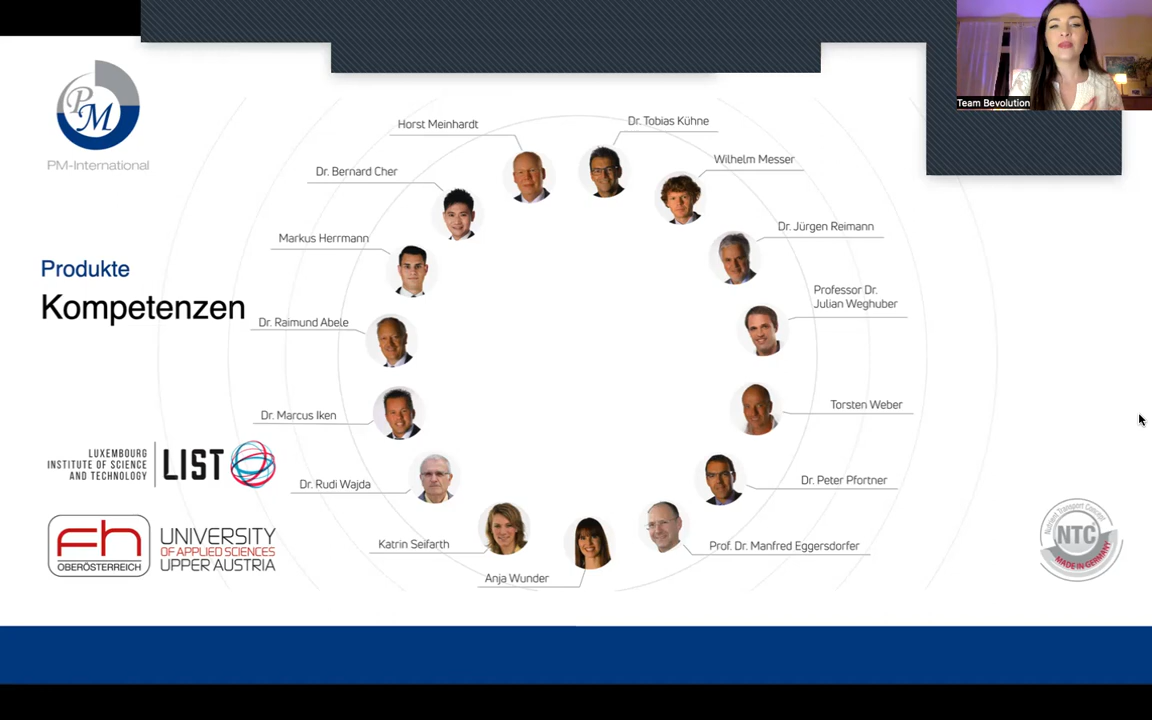 Team Bevolution
PM
PM-International
Horst Meinhardt
Dr. Tobias Kühne
Dr. Bernard Cher
Wilhelm Messer
Markus Herrmann
Dr. Jürgen Reimann
Produkte
Kompetenzen
Professor Dr.
Julian Weghuber
Dr. Raimund Abele
Torsten Weber
Dr. Marcus Iken
LUXEMBOURG
INSTITUTE OF SCIENCE
AND TECHNOLOGY
LIST
Dr. Rudi Wajda
Dr. Peter Pfortner
Katrin Seifarth
Prof. Dr. Manfred Eggersdorfer
Anja Wunder
fh
OBERÖSTERREICH
UNIVERSITY
OF APPLIED SCIENCES
UPPER AUSTRIA
Nutrient Transport Concept
NTC
MADE IN GERMANY